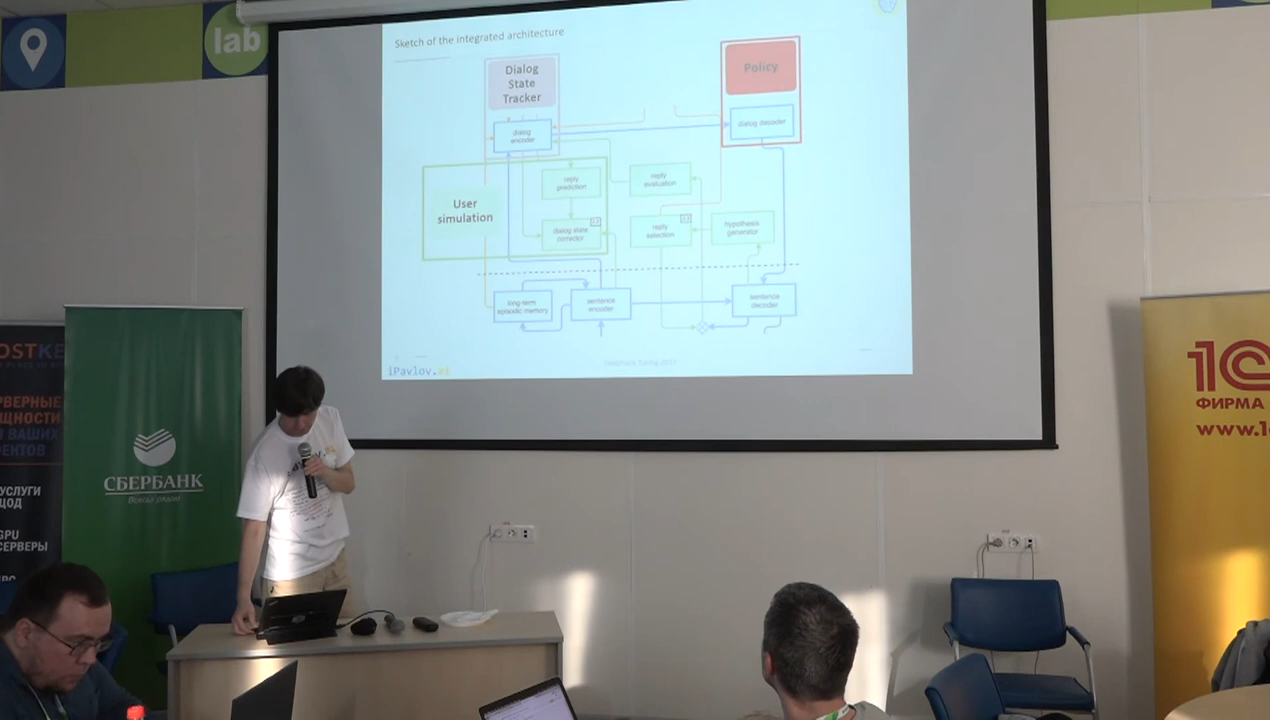 lab
Sketch of the integrated architecture
Dialog
State
Tracker
Policy
dialog
encoder
dialog decoder
reply
prediction
reply evaluation
User
simulation
dialog state
corrector
reply
selection
hypothesis
generator
long-term
episodic memory
sentence
encoder
sentence
decoder
iPavlov.ai
СБЕРБАНК
Всегда рядом
УСЛУГИ
ЦОД
GPU
СЕРВЕРЫ
1С
ФИРМА
www.1